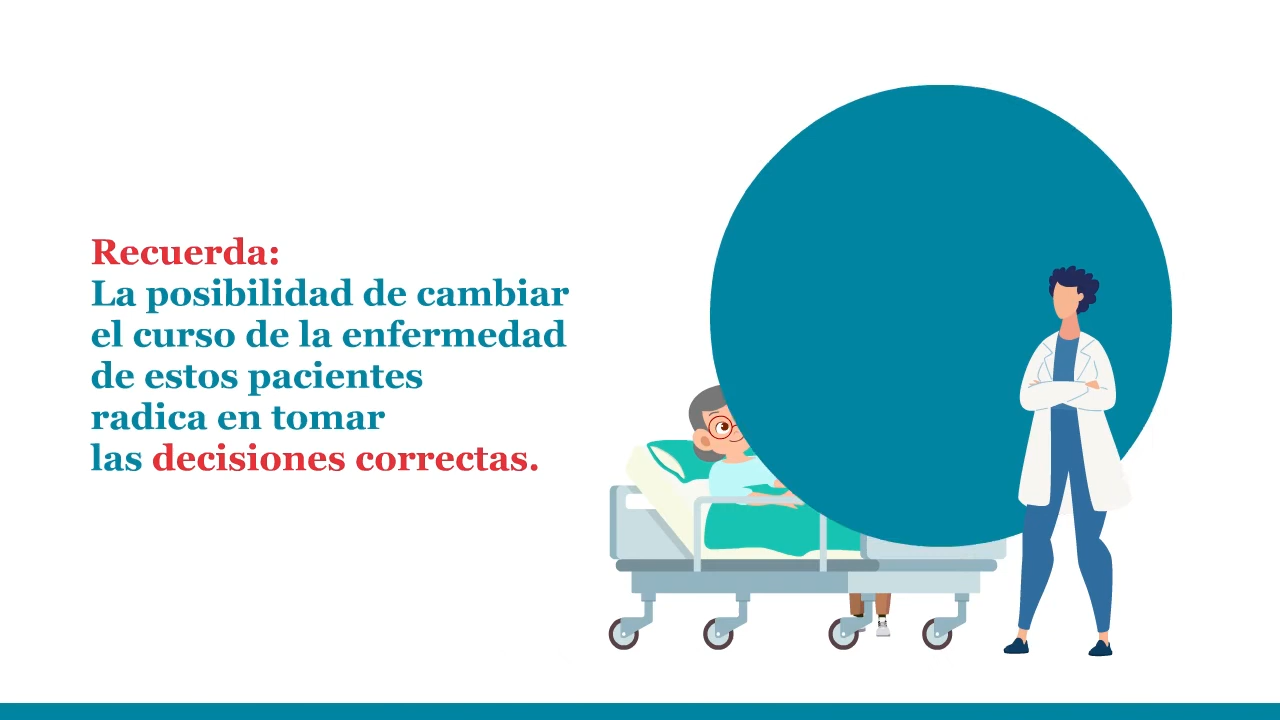 Recuerda:
La posibilidad de cambiar
el curso de la enfermedad
de estos pacientes
radica en tomar
las decisiones correctas.